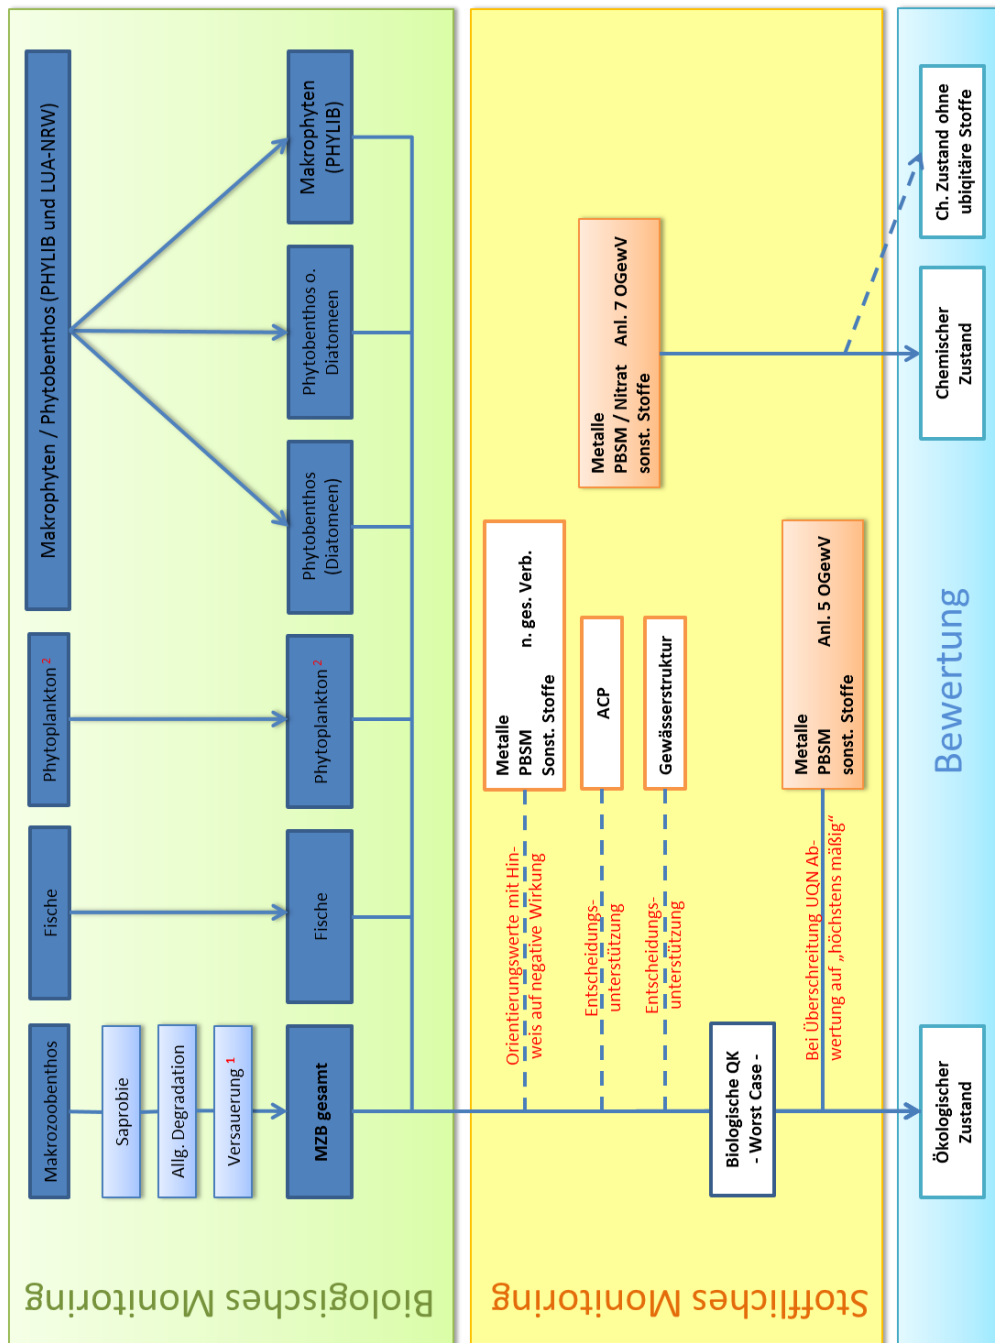 Biologisches Monitoring
Makrozoobenthos
Fische
Phytoplankton ²
Makrophyten / Phytobenthos (PHYLIB und LUA-NRW)
Saprobie
Allg. Degradation
Versauerung ¹
MZB gesamt
Fische
Phytoplankton ²
Phytobenthos
(Diatomeen)
Phytobenthos o.
Diatomeen
Makrophyten
(PHYLIB)
Stoffliches Monitoring
Orientierungswerte mit Hin-
weis auf negative Wirkung
Metalle
PBSM n. ges. Verb.
Sonst. Stoffe
Entscheidungs-
unterstützung
ACP
Entscheidungs-
unterstützung
Gewässerstruktur
Metalle
PBSM / Nitrat Anl. 7 OGewV
sonst. Stoffe
Biologische QK
- Worst Case -
Bei Überschreitung UQN Ab-
wertung auf „höchstens mäßig“
Metalle
PBSM Anl. 5 OGewV
sonst. Stoffe
Bewertung
Ökologischer
Zustand
Chemischer
Zustand
Ch. Zustand ohne
ubiqitäre Stoffe